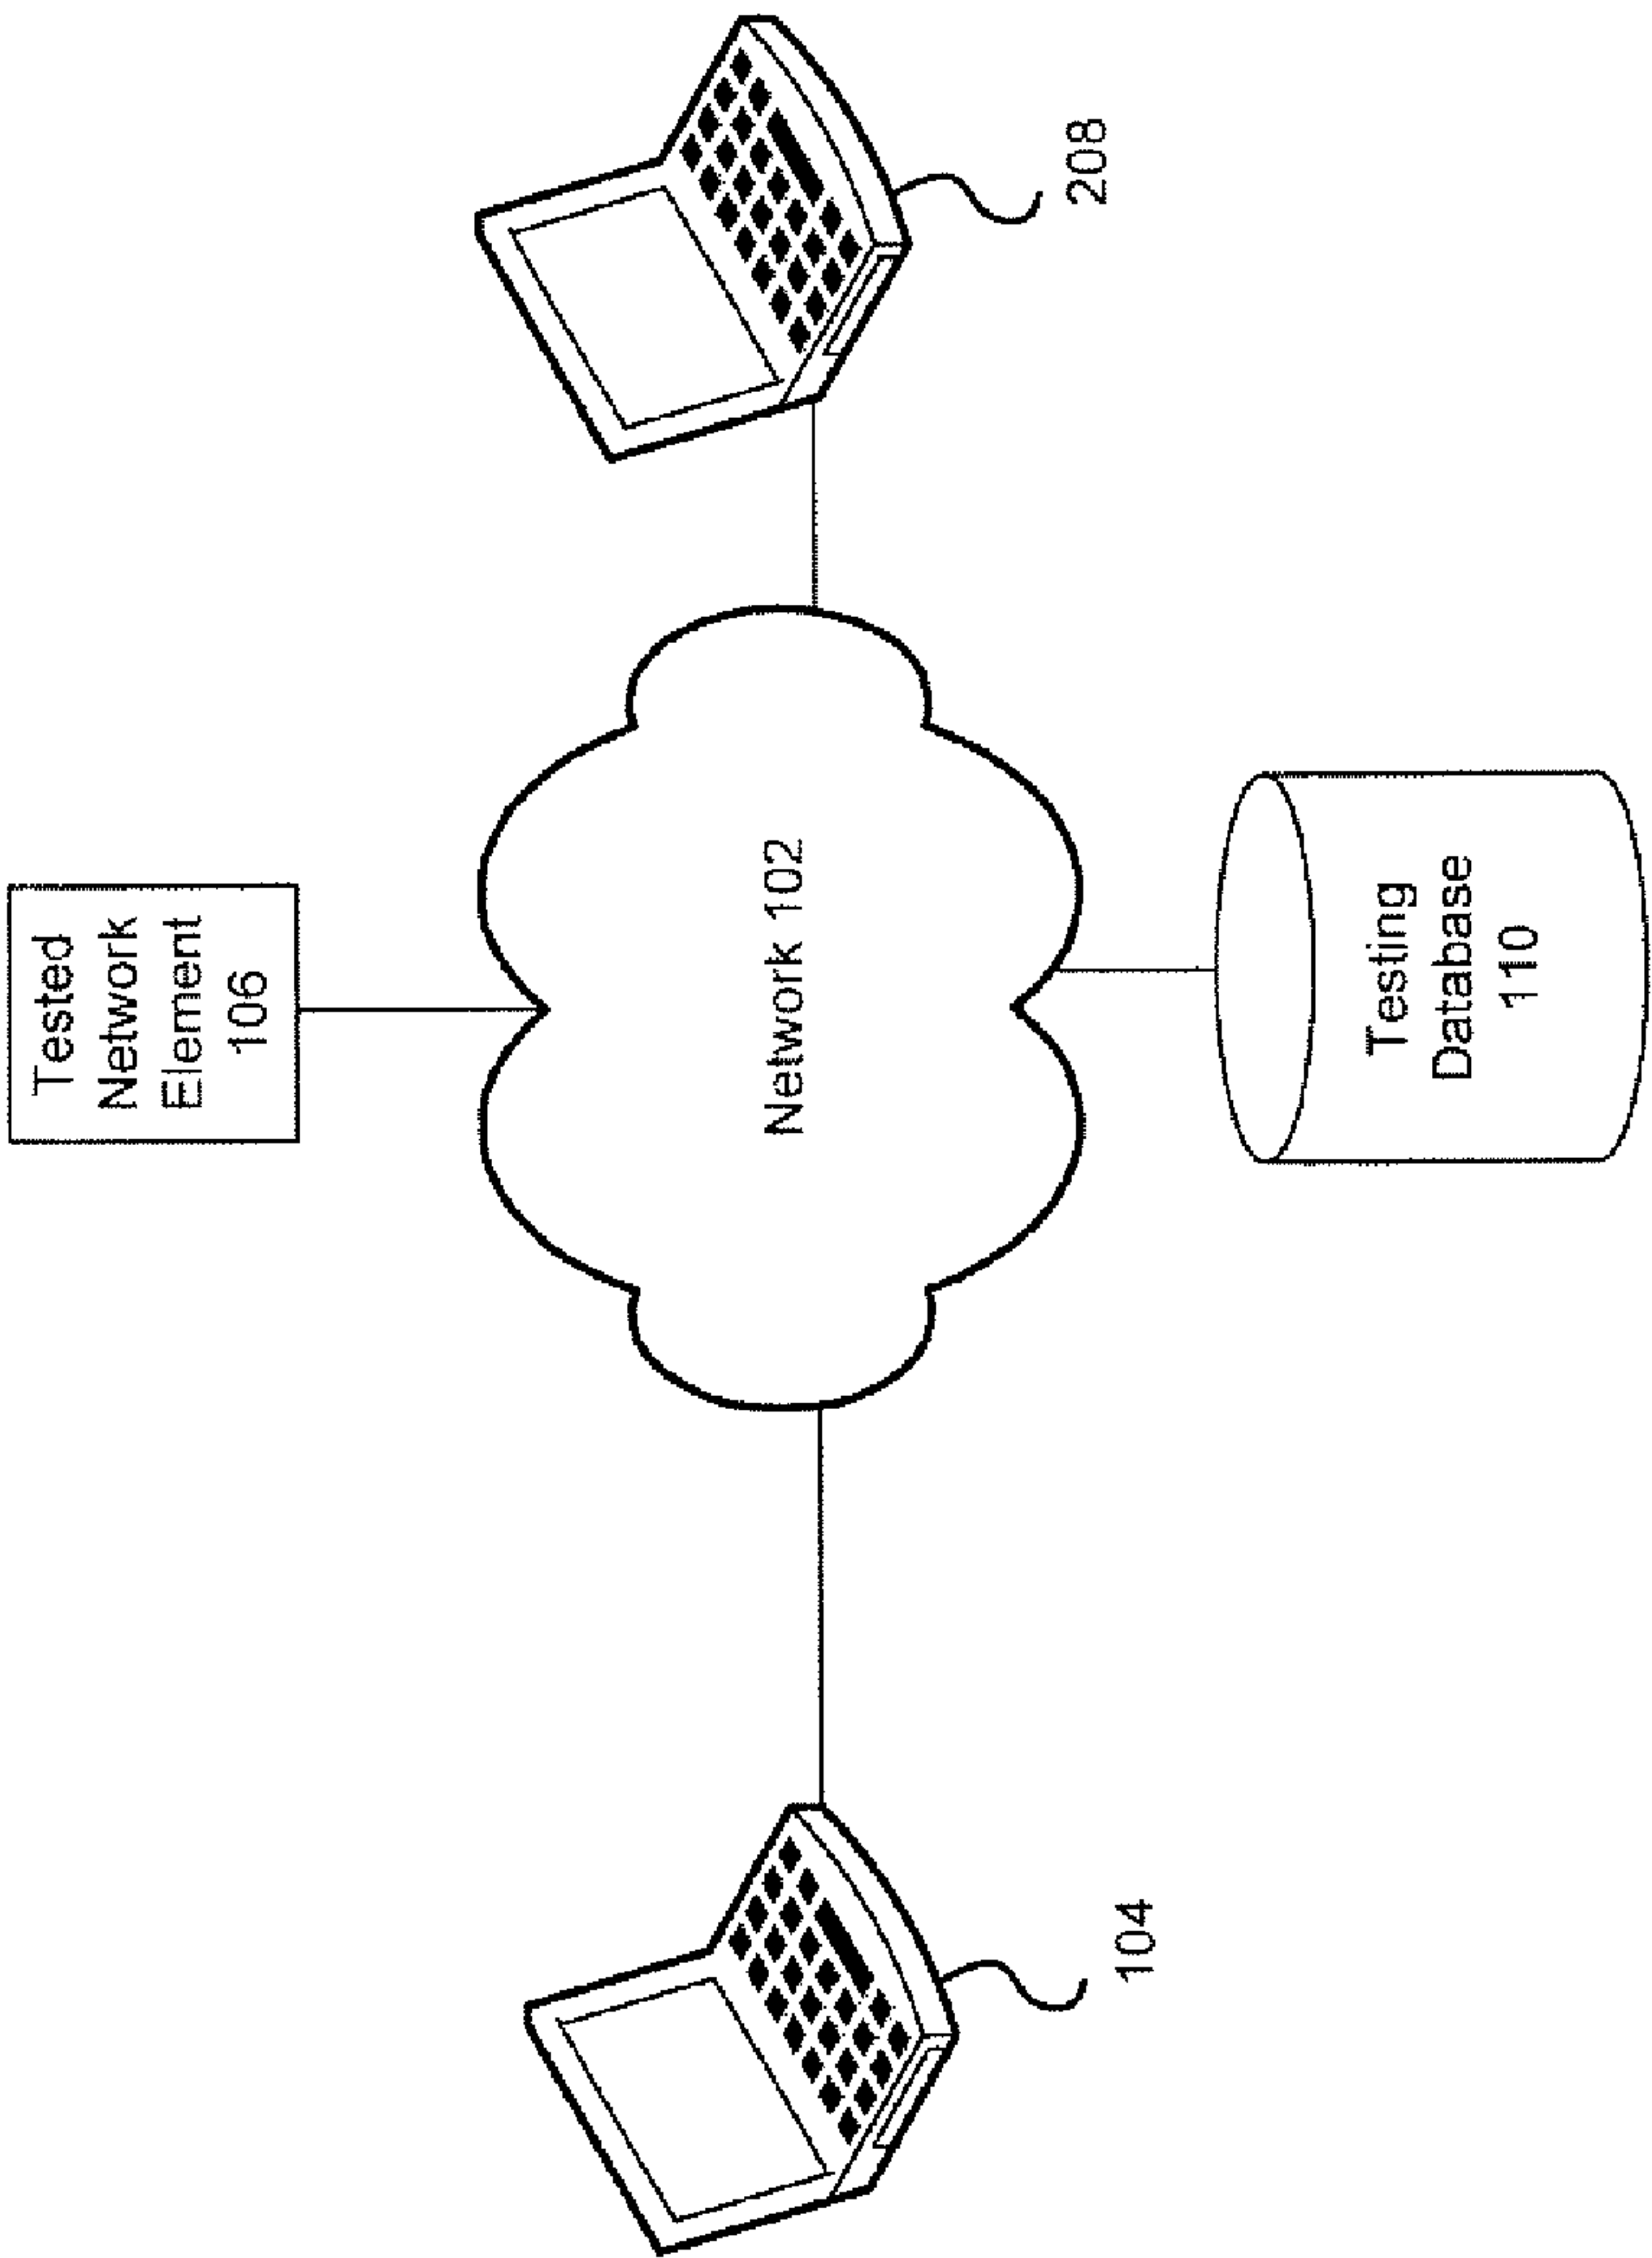 Tested
Network
Element
106
Network 102
104
208
Testing
Database
110